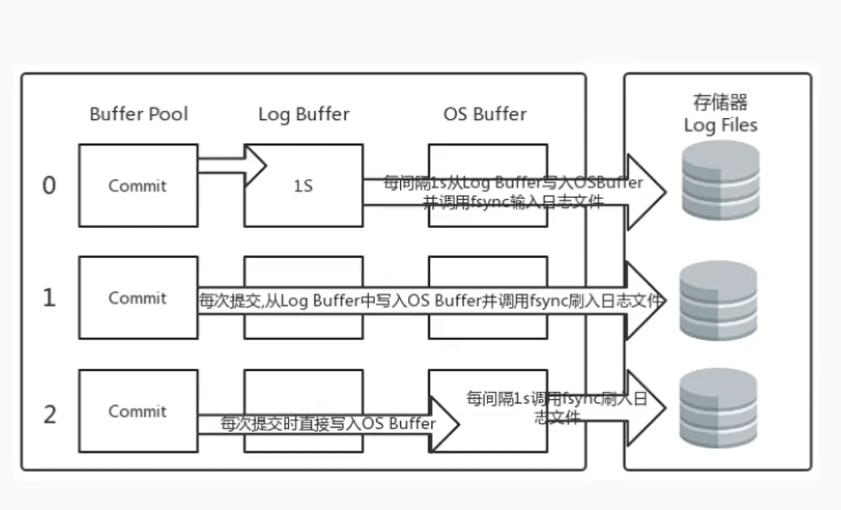 存储器
Buffer Pool Log Buffer OS Buffer Log Files
0 Commit 1S 每间隔1s从Log Buffer写入OSBuffer
并调用fsync输入日志文件
1 Commit 每次提交,从Log Buffer中写入OS Buffer并调用fsync刷入日志文件
2 Commit 每次提交时直接写入OS Buffer
每间隔1s调用fsync刷入日
志文件